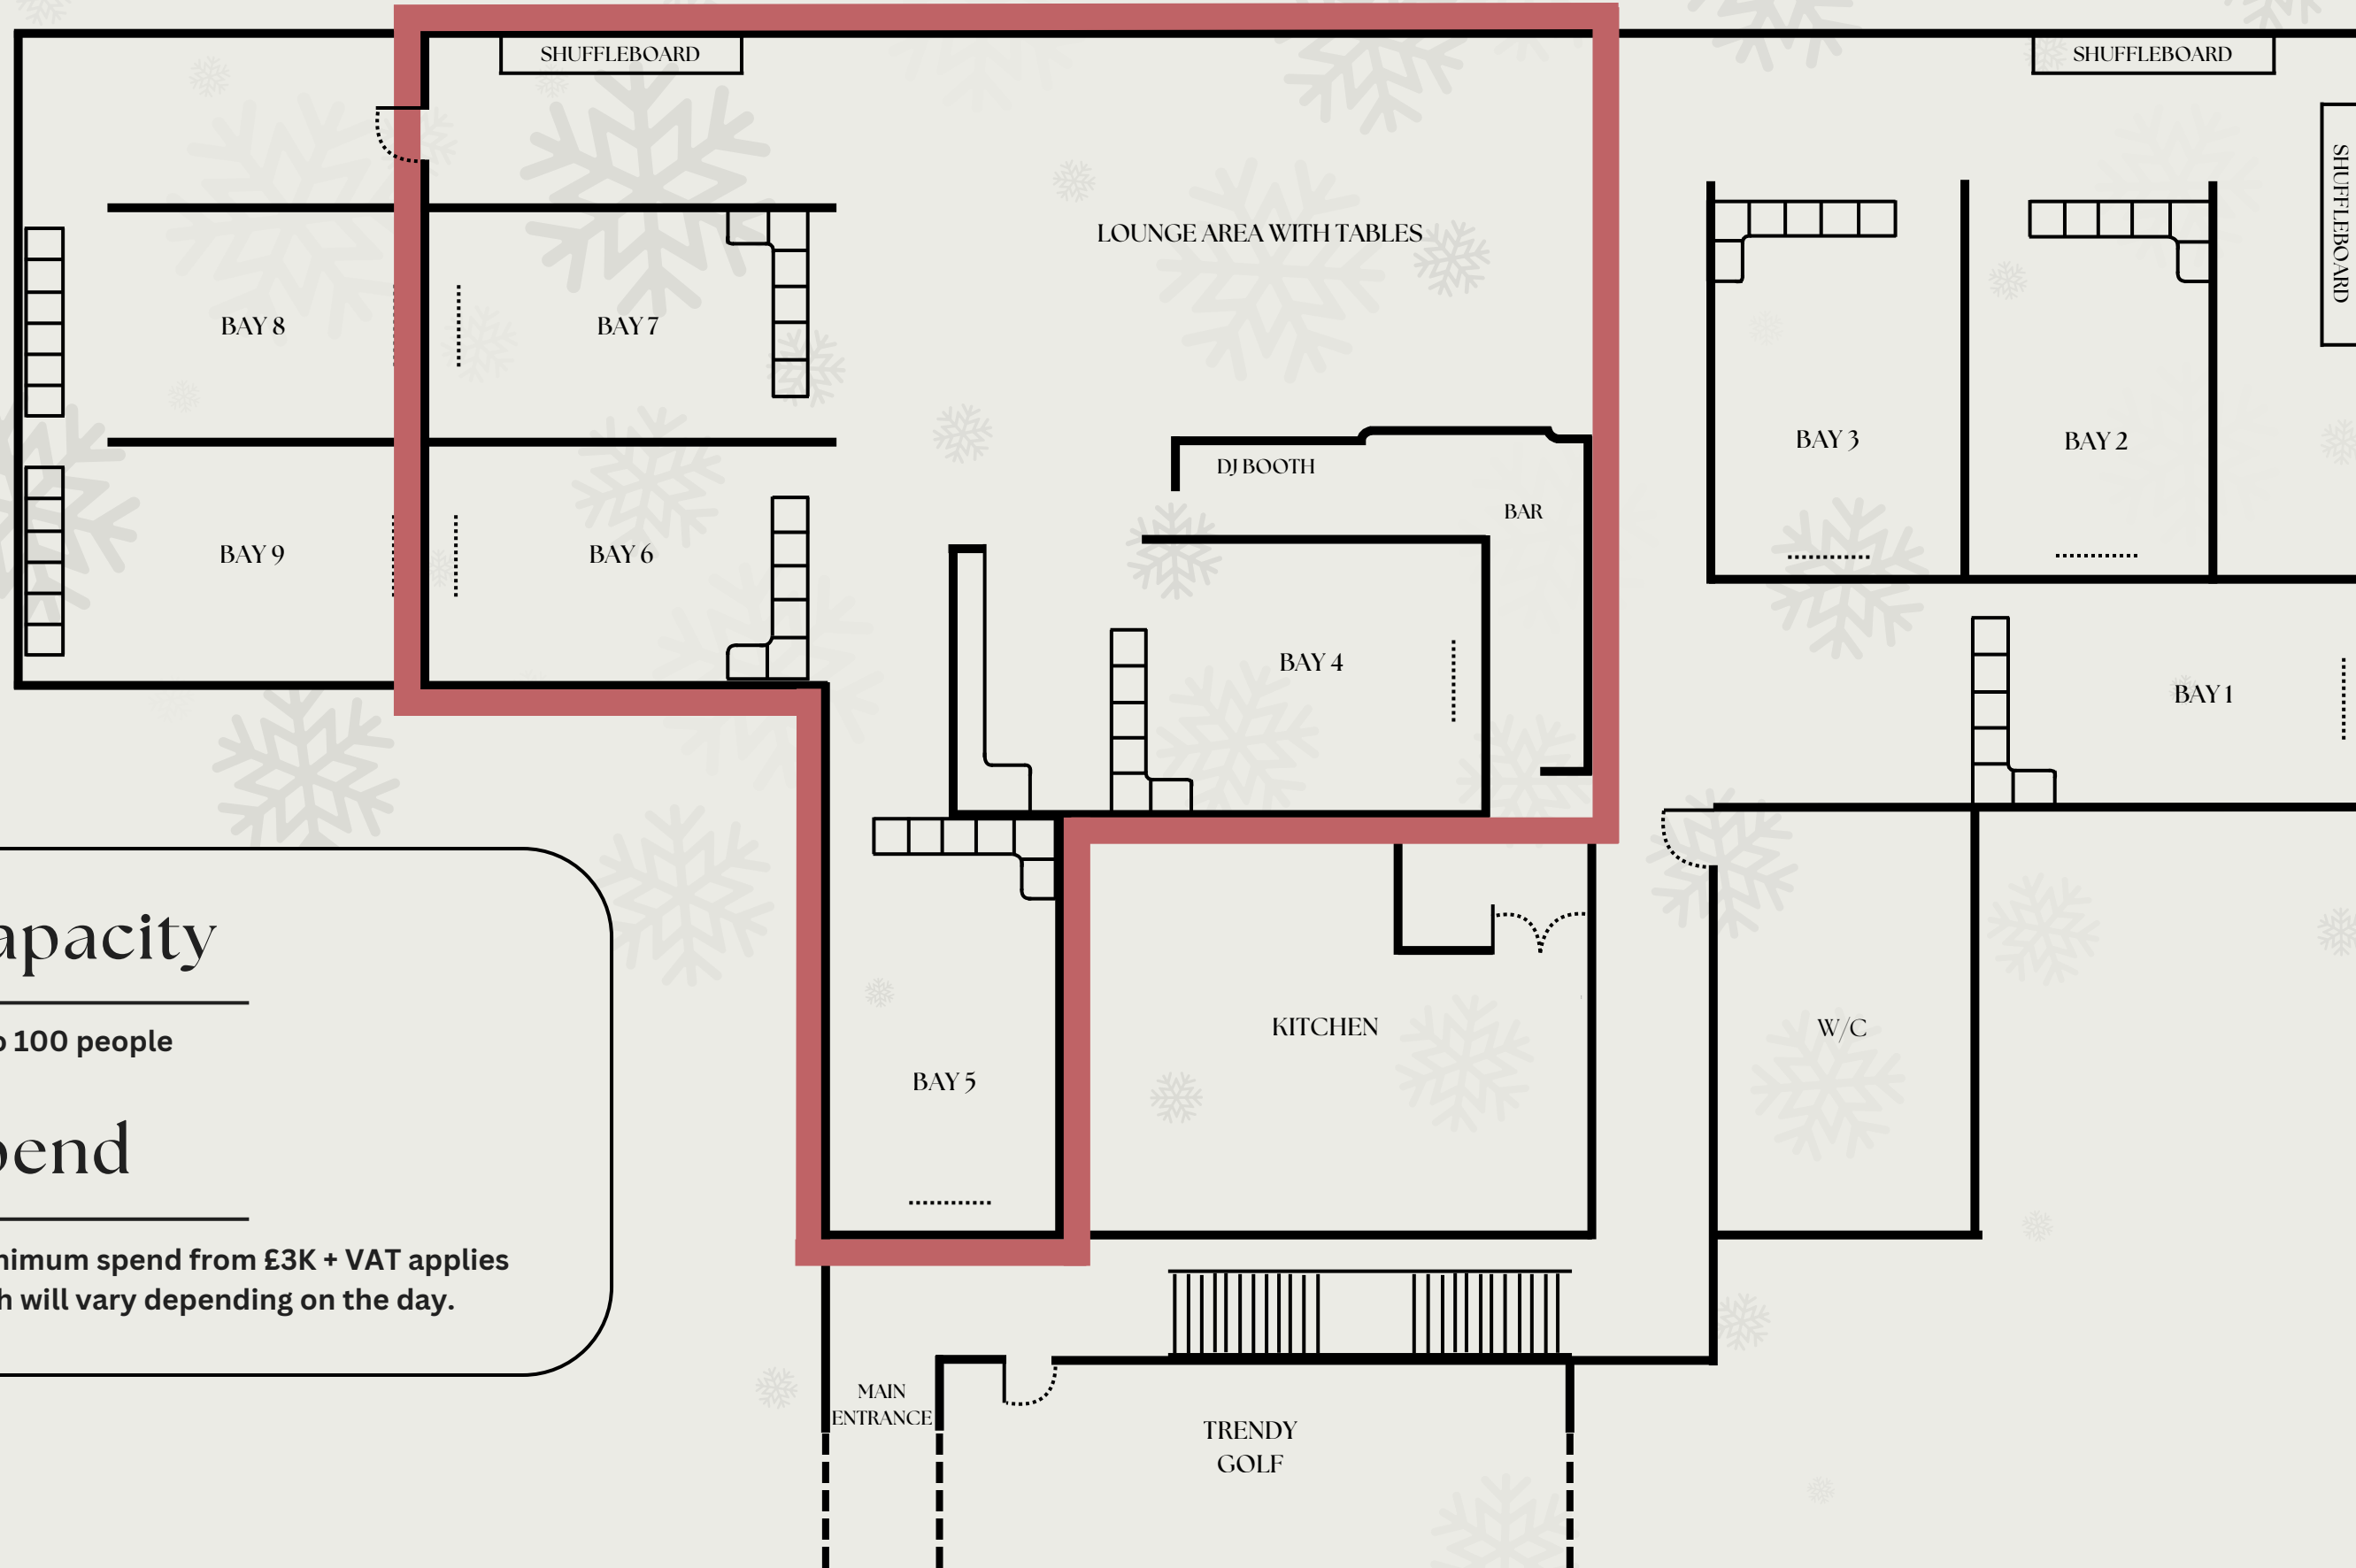 SHUFFLEBOARD
SHUFFLEBOARD
SHUFFLEBOARD
LOUNGE AREA WITH TABLES
BAY 8
BAY 7
BAY 3
BAY 2
DJ BOOTH
BAR
BAY 9
BAY 6
BAY 4
BAY 1
apacity
100 people
KITCHEN
W/C
BAY 5
pend
nimum spend from £3K + VAT applies
h will vary depending on the day.
MAIN
ENTRANCE
TRENDY
GOLF